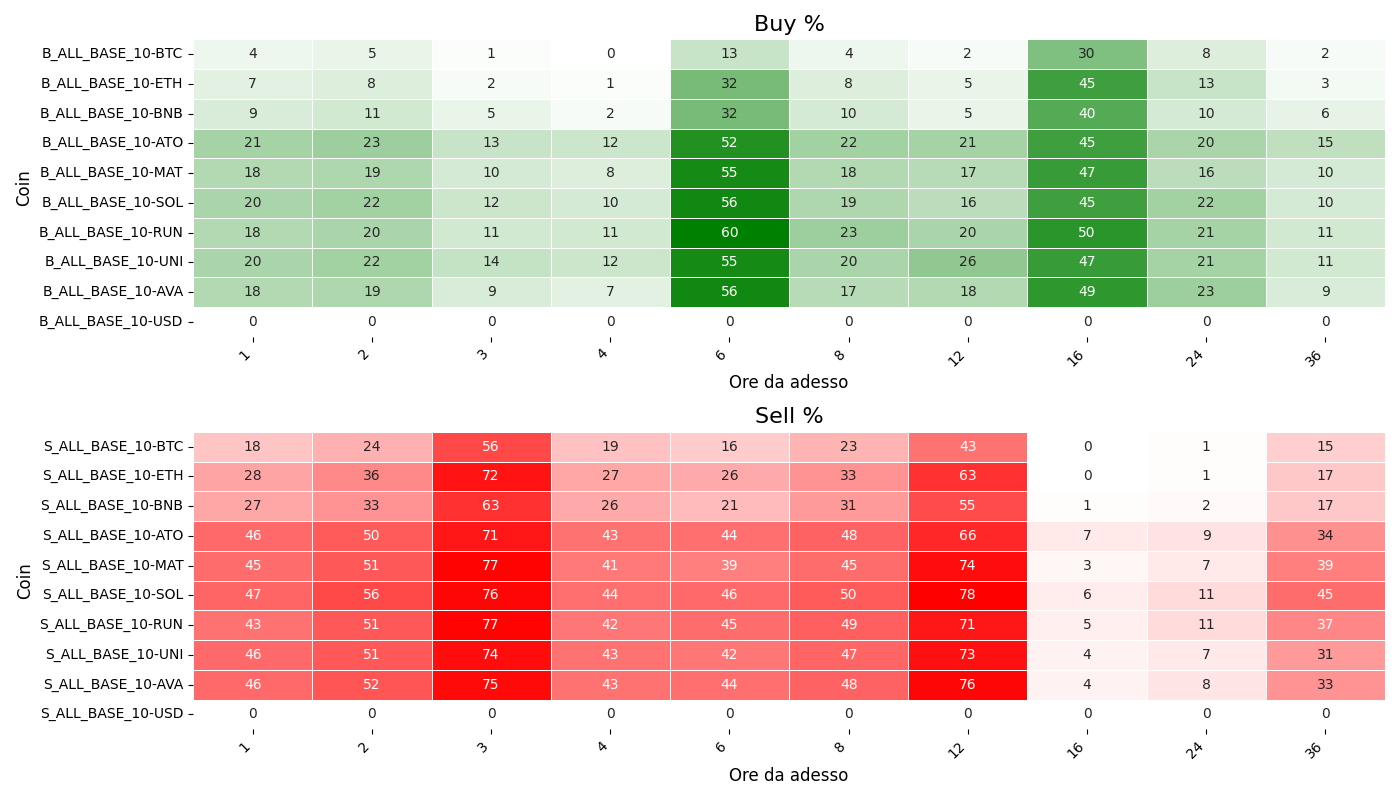 Buy %
Coin
B_ALL_BASE_10-BTC 4 5 1 0 13 4 2 30 8 2
B_ALL_BASE_10-ETH 7 8 2 1 32 8 5 45 13 3
B_ALL_BASE_10-BNB 9 11 5 2 32 10 5 40 10 6
B_ALL_BASE_10-ATO 21 23 13 12 52 22 21 45 20 15
B_ALL_BASE_10-MAT 18 19 10 8 55 18 17 47 16 10
B_ALL_BASE_10-SOL 20 22 12 10 56 19 16 45 22 10
B_ALL_BASE_10-RUN 18 20 11 11 60 23 20 50 21 11
B_ALL_BASE_10-UNI 20 22 14 12 55 20 26 47 21 11
B_ALL_BASE_10-AVA 18 19 9 7 56 17 18 49 23 9
B_ALL_BASE_10-USD 0 0 0 0 0 0 0 0 0 0
1 2 3 4 6 8 12 16 24 36
Ore da adesso
Sell %
Coin
S_ALL_BASE_10-BTC 18 24 56 19 16 23 43 0 1 15
S_ALL_BASE_10-ETH 28 36 72 27 26 33 63 0 1 17
S_ALL_BASE_10-BNB 27 33 63 26 21 31 55 1 2 17
S_ALL_BASE_10-ATO 46 50 71 43 44 48 66 7 9 34
S_ALL_BASE_10-MAT 45 51 77 41 39 45 74 3 7 39
S_ALL_BASE_10-SOL 47 56 76 44 46 50 78 6 11 45
S_ALL_BASE_10-RUN 43 51 77 42 45 49 71 5 11 37
S_ALL_BASE_10-UNI 46 51 74 43 42 47 73 4 7 31
S_ALL_BASE_10-AVA 46 52 75 43 44 48 76 4 8 33
S_ALL_BASE_10-USD 0 0 0 0 0 0 0 0 0 0
1 2 3 4 6 8 12 16 24 36
Ore da adesso